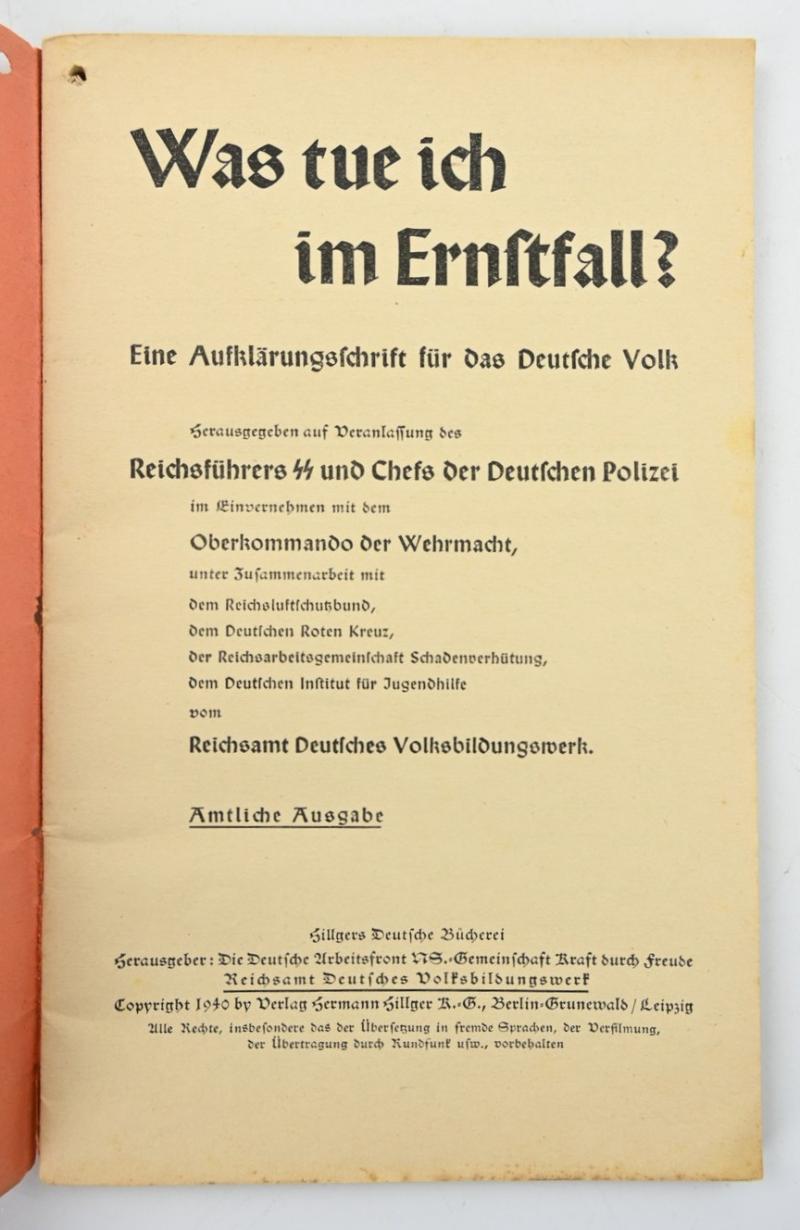 Was tue ich
im Ernstfall?
Eine Aufklärungsschrift für das Deutsche Volk
Herausgegeben auf Veranlassung des
Reichsführers ᛋᛋ und Chefs der Deutschen Polizei
im Einvernehmen mit dem
Oberkommando der Wehrmacht,
unter Zusammenarbeit mit
dem Reichsluftschutzbund,
dem Deutschen Roten Kreuz,
der Reichsarbeitsgemeinschaft Schadenverhütung,
dem Deutschen Institut für Jugendhilfe
vom
Reichsamt Deutsches Volksbildungswerk.
Amtliche Ausgabe
Hillgers Deutsche Bücherei
Herausgeber: Die Deutsche Arbeitsfront NS.-Gemeinschaft Kraft durch Freude
Reichsamt Deutsches Volksbildungswerk
Copyright 1940 by Verlag Hermann Hillger K.-G., Berlin-Grunewald / Leipzig
Alle Rechte, insbesondere das der Übersetzung in fremde Sprachen, der Verfilmung,
der Übertragung durch Rundfunk usw., vorbehalten